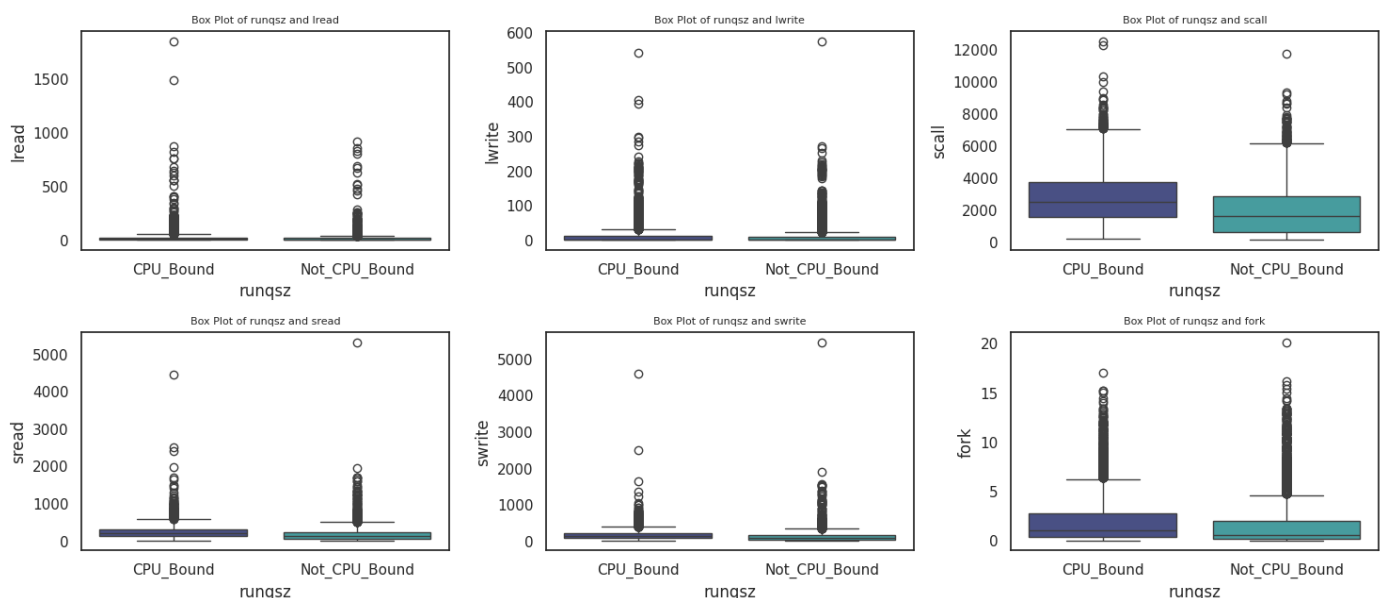 Box Plot of runqsz and lread
1500
1000
500
0
lread
CPU_Bound
Not_CPU_Bound
runqsz
Box Plot of runqsz and lwrite
600
500
400
300
200
100
0
lwrite
CPU_Bound
Not_CPU_Bound
runqsz
Box Plot of runqsz and scall
12000
10000
8000
6000
4000
2000
0
scall
CPU_Bound
Not_CPU_Bound
runqsz
Box Plot of runqsz and sread
5000
4000
3000
2000
1000
0
sread
CPU_Bound
Not_CPU_Bound
runqsz
Box Plot of runqsz and swrite
5000
4000
3000
2000
1000
0
swrite
CPU_Bound
Not_CPU_Bound
runqsz
Box Plot of runqsz and fork
20
15
10
5
0
fork
CPU_Bound
Not_CPU_Bound
runqsz